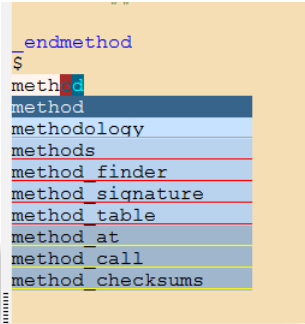 _endmethod
$
method
method
methodology
methods
method_finder
method_signature
method_table
method_at
method_call
method_checksums